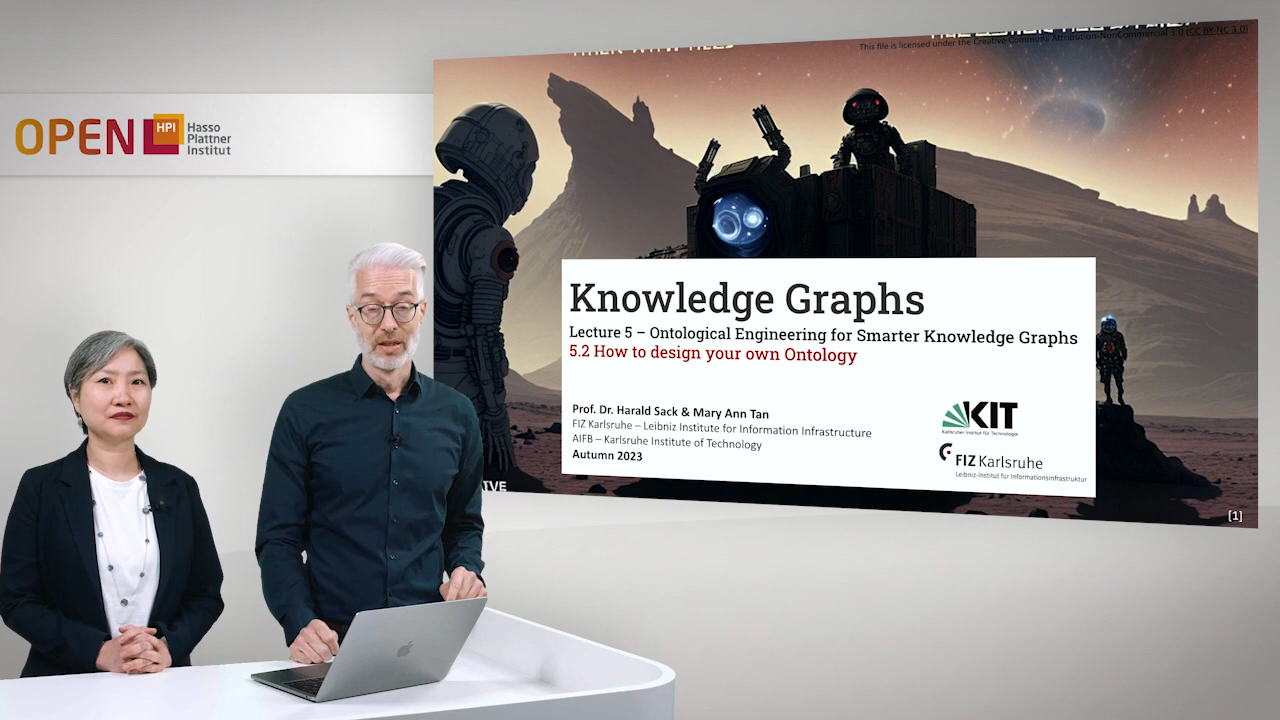 This file is licensed under the Creative Commons Attribution-NonCommercial 3.0 (CC BY-NC 3.0)
OPEN HPI
Hasso
Plattner
Institut
Knowledge Graphs
Lecture 5 – Ontological Engineering for Smarter Knowledge Graphs
5.2 How to design your own Ontology
Prof. Dr. Harald Sack & Mary Ann Tan
FIZ Karlsruhe – Leibniz Institute for Information Infrastructure
AIFB – Karlsruhe Institute of Technology
Autumn 2023
KIT
Karlsruher Institut für Technologie
FIZ Karlsruhe
Leibniz-Institut für Informationsinfrastruktur
[1]